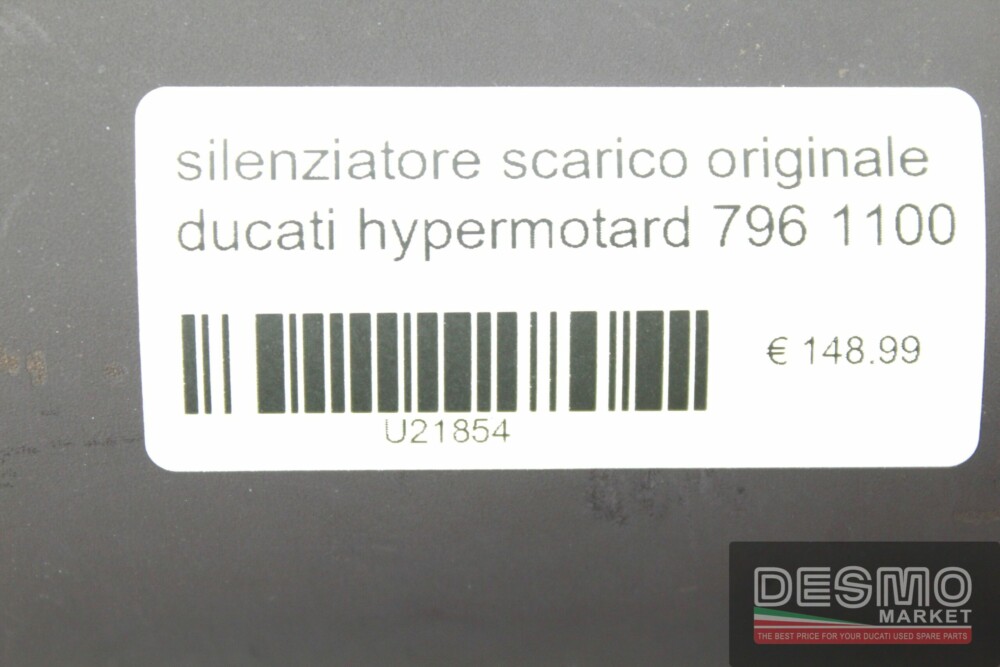 silenziatore scarico originale
ducati hypermotard 796 1100
€ 148.99
U21854
DESMO
MARKET
THE BEST PRICE FOR YOUR DUCATI USED SPARE PARTS